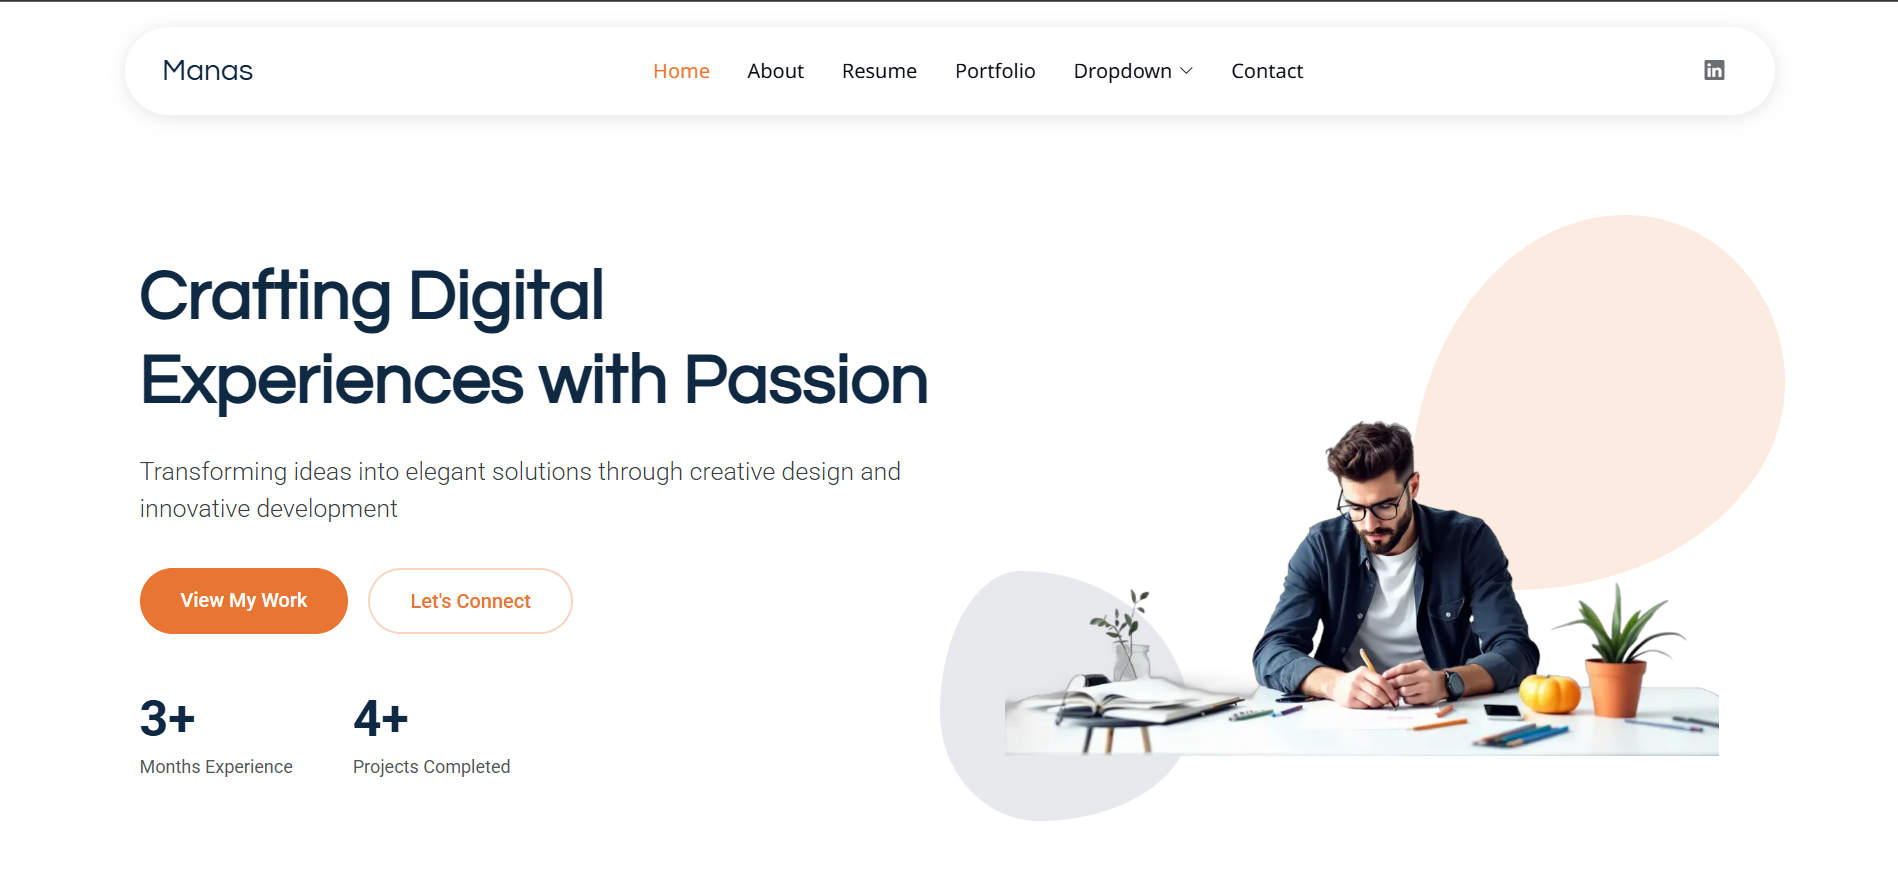 Manas
Home About Resume Portfolio Dropdown Contact
in
Crafting Digital
Experiences with Passion
Transforming ideas into elegant solutions through creative design and
innovative development
View My Work Let's Connect
3+ 4+
Months Experience Projects Completed